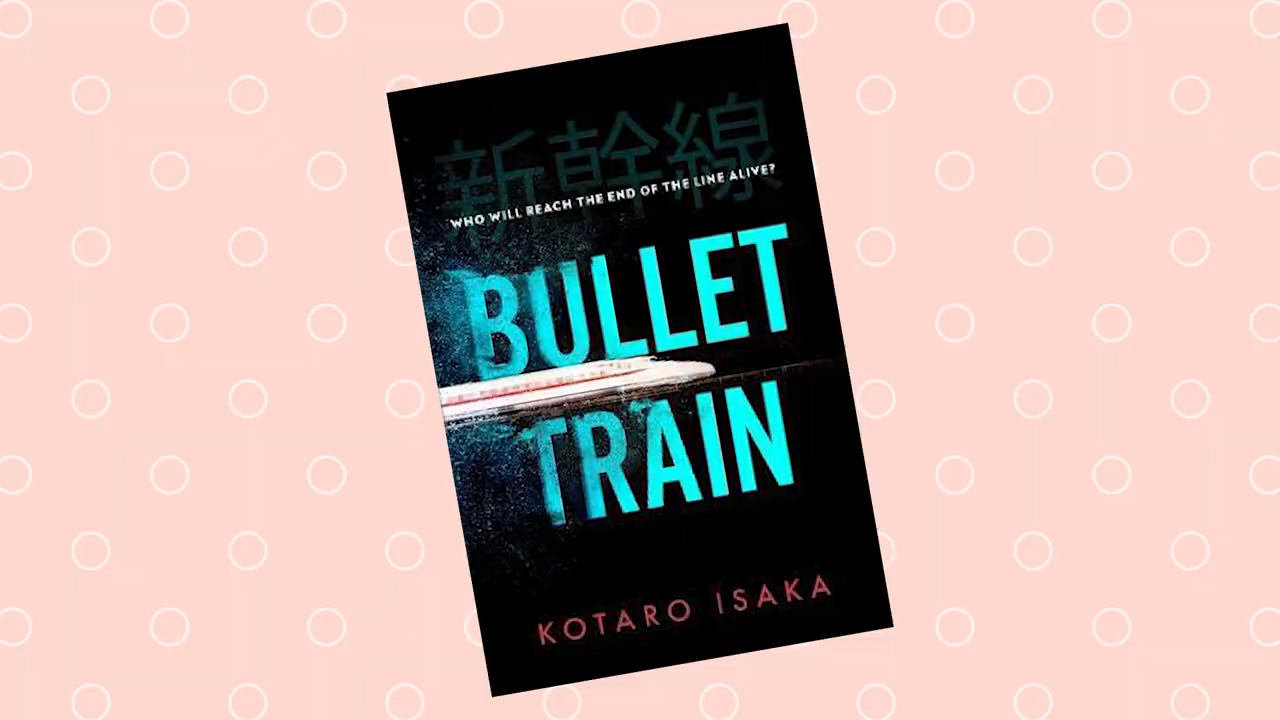 新幹線
WHO WILL REACH THE END OF THE LINE ALIVE?
BULLET
TRAIN
KOTARO ISAKA